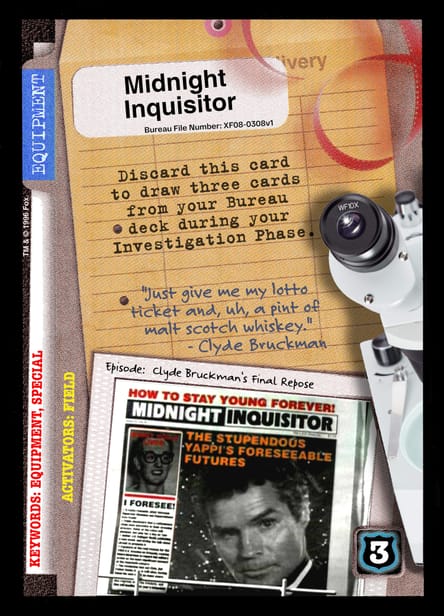 livery
Midnight
Inquisitor
Bureau File Number: XF08-0308v1
EQUIPMENT
TM & © 1996 Fox.
Discard this card
to draw three cards
from your Bureau
deck during your
Investigation Phase.
WF10X
"Just give me my lotto
ticket and, uh, a pint of
malt scotch whiskey."
- Clyde Bruckman
KEYWORDS: EQUIPMENT, SPECIAL
ACTIVATORS: FIELD
Episode: Clyde Bruckman's Final Repose
HOW TO STAY YOUNG FOREVER!
MIDNIGHT INQUISITOR
THE STUPENDOUS
YAPPI'S FORESEEABLE
FUTURES
I FORESEE!
3